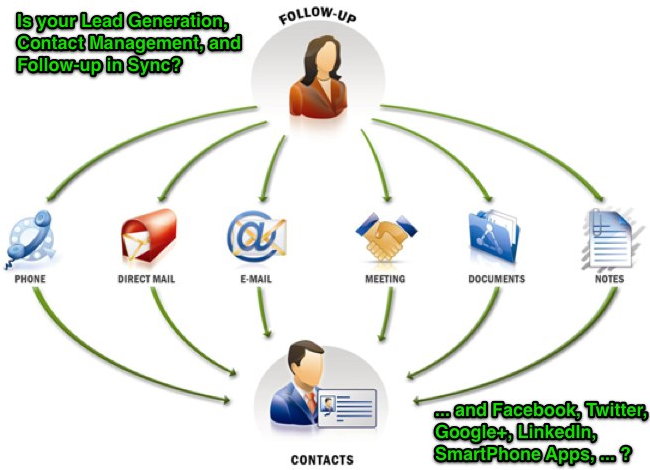 FOLLOW-UP
Is your Lead Generation,
Contact Management, and
Follow-up in Sync?
PHONE
DIRECT MAIL
E-MAIL
MEETING
DOCUMENTS
NOTES
... and Facebook, Twitter,
Google+, LinkedIn,
SmartPhone Apps, ... ?
CONTACTS